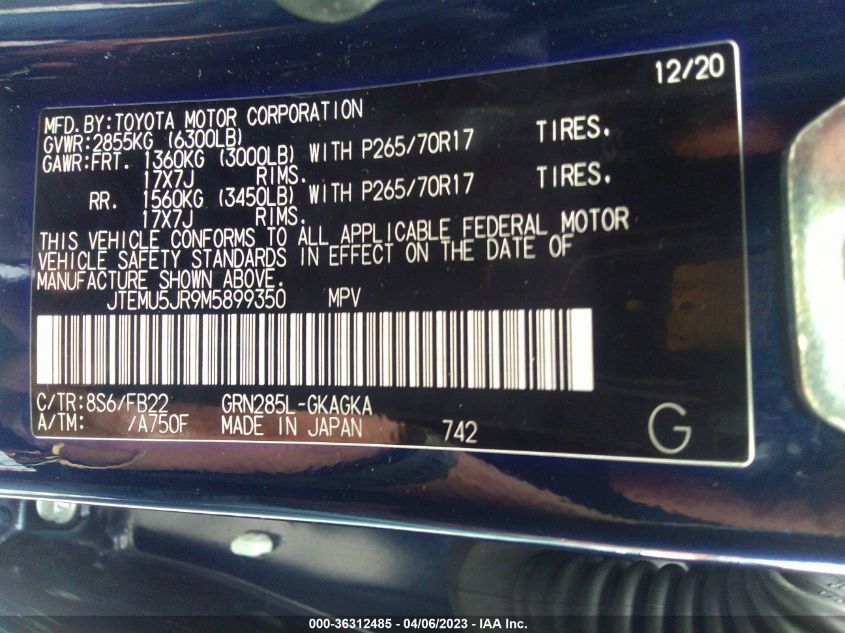 12/20
MFD. BY: TOYOTA MOTOR CORPORATION
GVWR: 2855KG (6300LB)
GAWR: FRT. 1360KG (3000LB) WITH P265/70R17 TIRES.
17X7J RIMS.
RR. 1560KG (3450LB) WITH P265/70R17 TIRES.
17X7J RIMS.
THIS VEHICLE CONFORMS TO ALL APPLICABLE FEDERAL MOTOR
VEHICLE SAFETY STANDARDS IN EFFECT ON THE DATE OF
MANUFACTURE SHOWN ABOVE.
JTEMU5JR9M5899350 MPV
C/TR: 8S6/FB22 GRN285L-GKAGKA
A/TM: /A750F MADE IN JAPAN 742 G
000-36312485 - 04/06/2023 - IAA Inc.